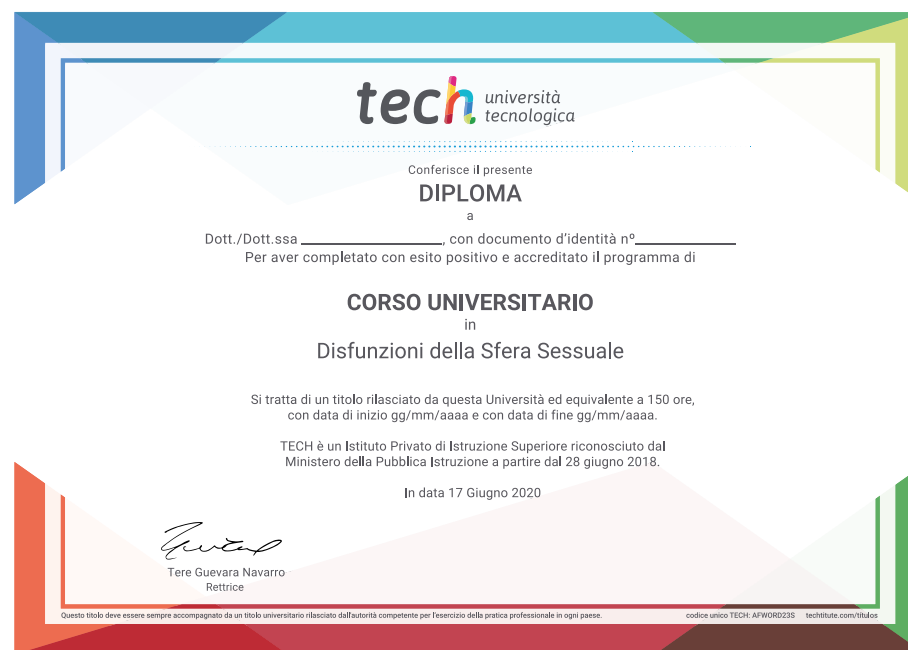 tech università
tecnologica
Conferisce il presente
DIPLOMA
a
Dott./Dott.ssa ____________________, con documento d'identità nº______________
Per aver completato con esito positivo e accreditato il programma di
CORSO UNIVERSITARIO
in
Disfunzioni della Sfera Sessuale
Si tratta di un titolo rilasciato da questa Università ed equivalente a 150 ore,
con data di inizio gg/mm/aaaa e con data di fine gg/mm/aaaa.
TECH è un Istituto Privato di Istruzione Superiore riconosciuto dal
Ministero della Pubblica Istruzione a partire dal 28 giugno 2018.
In data 17 Giugno 2020
Tere Guevara Navarro
Rettrice
Questo titolo deve essere sempre accompagnato da un titolo universitario rilasciato dall'autorità competente per l'esercizio della pratica professionale in ogni paese. codice unico TECH: AFWORD23S techtitute.com/titulos